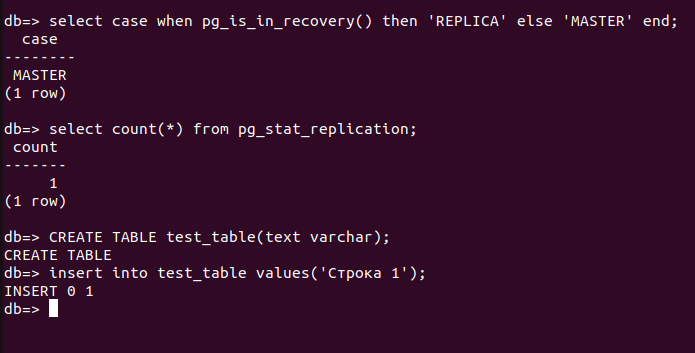 db=> select case when pg_is_in_recovery() then 'REPLICA' else 'MASTER' end;
  case
--------
 MASTER
(1 row)

db=> select count(*) from pg_stat_replication;
 count
-------
     1
(1 row)

db=> CREATE TABLE test_table(text varchar);
CREATE TABLE
db=> insert into test_table values('Строка 1');
INSERT 0 1
db=>